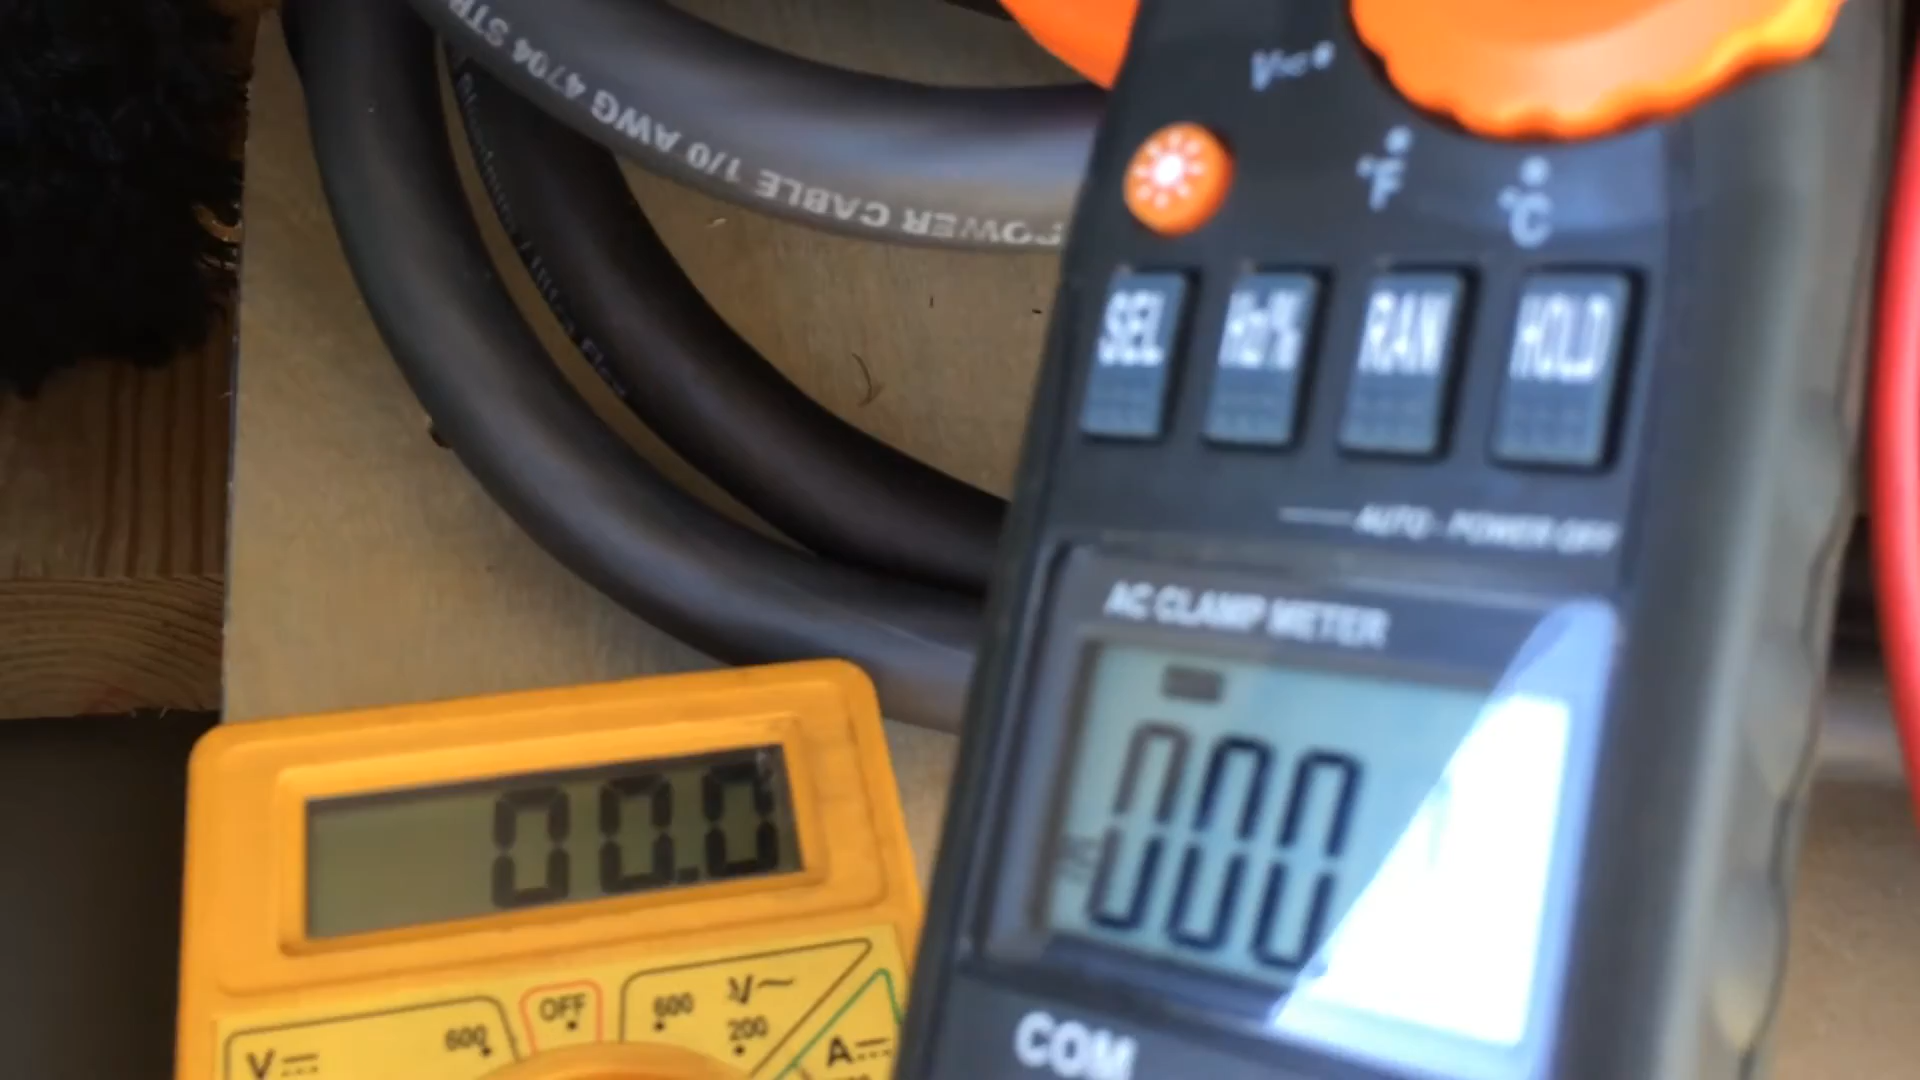 POWER CABLE 1/0 AWG 4704 STR
V~
°F
°C
SEL
Hz%
RAN
HOLD
AUTO - POWER OFF
AC CLAMP METER
000
COM
00.0
OFF
600
V~
200
600
V
A